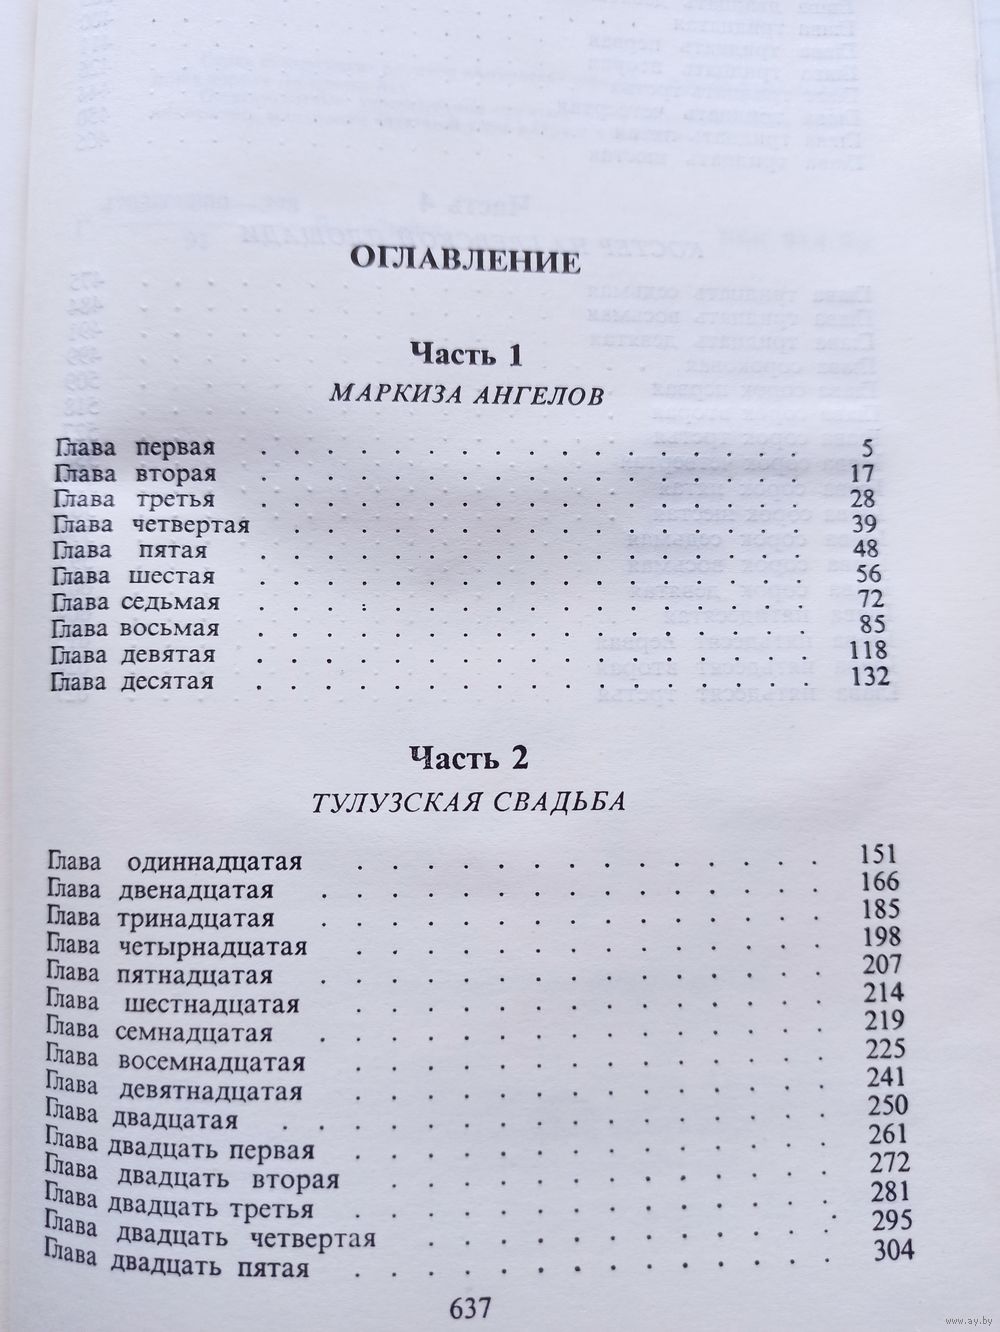 ОГЛАВЛЕНИЕ
Часть 1
МАРКИЗА АНГЕЛОВ
Глава первая . . . . . . . . . . . . . . . . 5
Глава вторая . . . . . . . . . . . . . . . . 17
Глава третья . . . . . . . . . . . . . . . . 28
Глава четвертая . . . . . . . . . . . . . . 39
Глава пятая . . . . . . . . . . . . . . . . 48
Глава шестая . . . . . . . . . . . . . . . . 56
Глава седьмая . . . . . . . . . . . . . . . . 72
Глава восьмая . . . . . . . . . . . . . . . . 85
Глава девятая . . . . . . . . . . . . . . . . 118
Глава десятая . . . . . . . . . . . . . . . . 132
Часть 2
ТУЛУЗСКАЯ СВАДЬБА
Глава одиннадцатая . . . . . . . . . . . . . 151
Глава двенадцатая . . . . . . . . . . . . . . 166
Глава тринадцатая . . . . . . . . . . . . . . 185
Глава четырнадцатая . . . . . . . . . . . . . 198
Глава пятнадцатая . . . . . . . . . . . . . . 207
Глава шестнадцатая . . . . . . . . . . . . . 214
Глава семнадцатая . . . . . . . . . . . . . . 219
Глава восемнадцатая . . . . . . . . . . . . . 225
Глава девятнадцатая . . . . . . . . . . . . . 241
Глава двадцатая . . . . . . . . . . . . . . . 250
Глава двадцать первая . . . . . . . . . . . . . 261
Глава двадцать вторая . . . . . . . . . . . . 272
Глава двадцать третья . . . . . . . . . . . . . 281
Глава двадцать четвертая . . . . . . . . . . . 295
Глава двадцать пятая . . . . . . . . . . . . . 304
637
www.ay.by